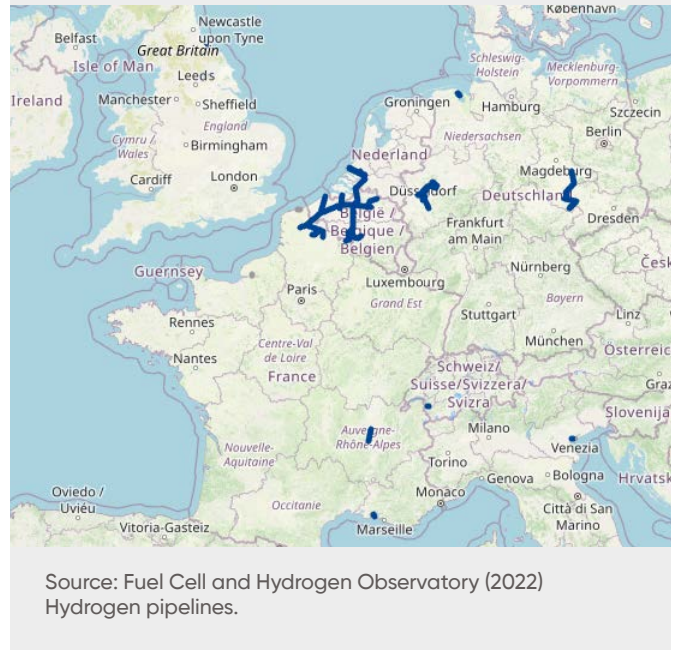 København
Newcastle
upon Tyne
Belfast
Great Britain
Isle of Man
Leeds
Ireland
Manchester
Sheffield
England
Cymru /
Wales
Birmingham
Cardiff
London
Schleswig-
Holstein
Mecklenburg-
Vorpommern
Groningen
Hamburg
Szczecin
Niedersachsen
Berlin
Nederland
Magdeburg
Düsseldorf
Deutschland
Dresden
België /
Belgique /
Belgien
Frankfurt
am Main
Česk
Guernsey
Luxembourg
Nürnberg
Paris
Grand Est
Bayern
Rennes
Stuttgart
Linz
München
Nantes
Centre-Val
de Loire
France
Schweiz/
Suisse/Svizzera/
Svizra
Österreic
Graz
Slovenija
Auvergne-
Rhône-Alpes
Milano
Nouvelle-
Aquitaine
Venezia
Torino
Genova
Bologna
Hrvatsk
Oviedo /
Uviéu
Occitanie
Monaco
Città di San
Marino
Vitoria-Gasteiz
Marseille
Source: Fuel Cell and Hydrogen Observatory (2022)
Hydrogen pipelines.